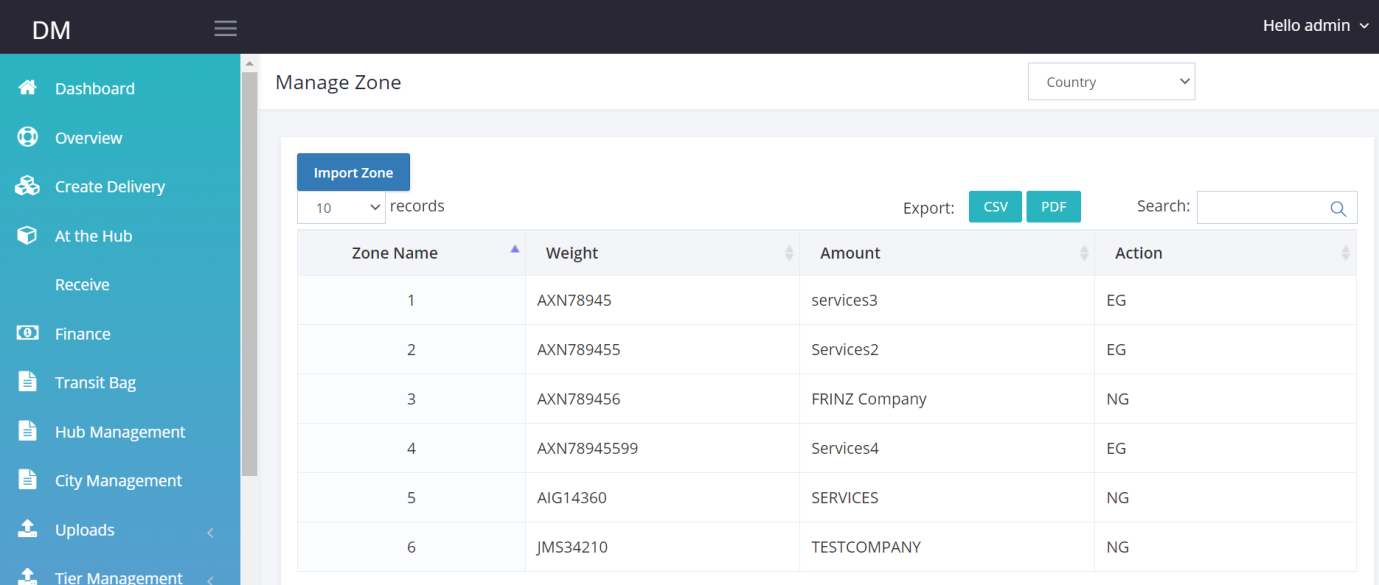 DM
Hello admin
Dashboard
Overview
Create Delivery
At the Hub
Receive
Finance
Transit Bag
Hub Management
City Management
Uploads
Tier Management
Manage Zone
Country
Import Zone
10 records
Export: CSV PDF
Search:
Zone Name Weight Amount Action
1 AXN78945 services3 EG
2 AXN789455 Services2 EG
3 AXN789456 FRINZ Company NG
4 AXN78945599 Services4 EG
5 AIG14360 SERVICES NG
6 JMS34210 TESTCOMPANY NG